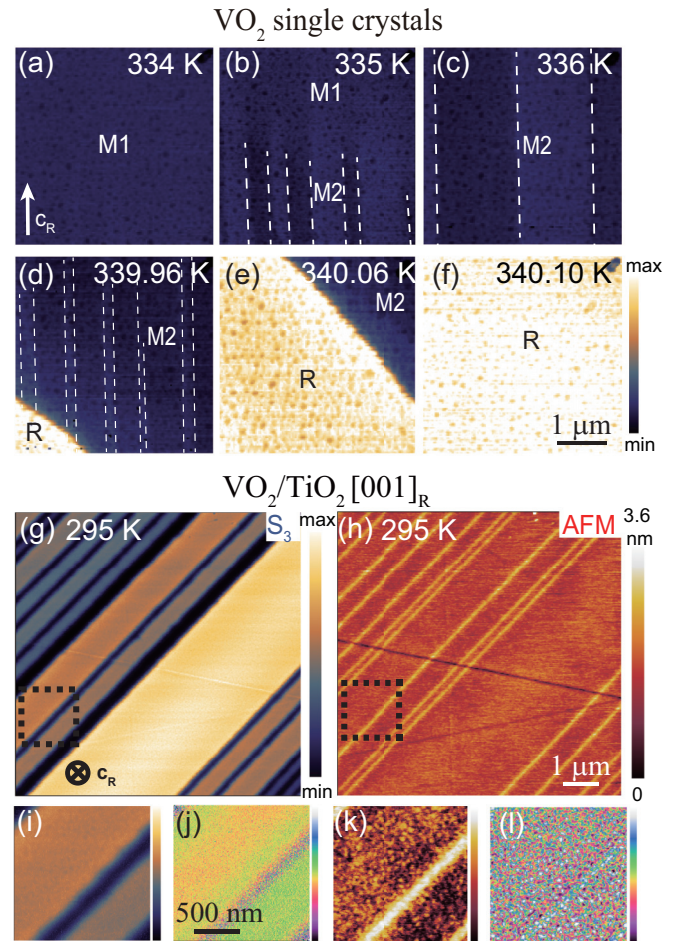 VO₂ single crystals
(a) 334 K
M1
c_R
(b) 335 K
M1
M2
(c) 336 K
M2
(d) 339.96 K
M2
R
(e) 340.06 K
M2
R
(f) 340.10 K
R
1 μm
max
min
VO₂/TiO₂ [001]_R
(g) 295 K
S₃
c_R
max
min
(h) 295 K
AFM
1 μm
3.6
nm
0
(i)
(j)
500 nm
(k)
(l)